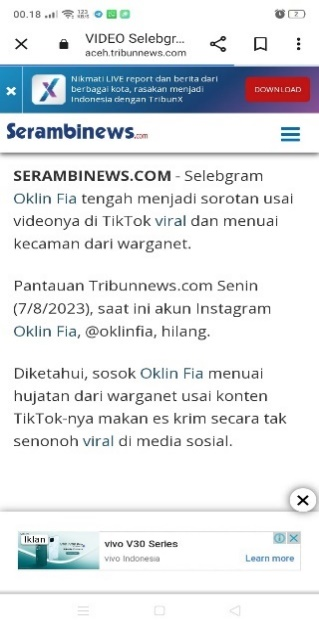 00.18
VIDEO Selebgr...
aceh.tribunnews.com
Nikmati LIVE report dan berita dari
berbagai kota, rasakan menjadi
Indonesia dengan TribunX
DOWNLOAD
Serambinews.com
SERAMBINEWS.COM - Selebgram
Oklin Fia tengah menjadi sorotan usai
videonya di TikTok viral dan menuai
kecaman dari warganet.
Pantauan Tribunnews.com Senin
(7/8/2023), saat ini akun Instagram
Oklin Fia, @oklinfia, hilang.
Diketahui, sosok Oklin Fia menuai
hujatan dari warganet usai konten
TikTok-nya makan es krim secara tak
senonoh viral di media sosial.
Iklan
vivo V30 Series
vivo Indonesia
Learn more